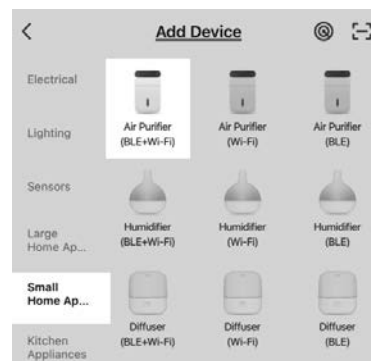 Add Device
Electrical
Lighting
Sensors
Large
Home Ap...
Small
Home Ap...
Kitchen
Appliances
Air Purifier
(BLE+Wi-Fi)
Air Purifier
(Wi-Fi)
Air Purifier
(BLE)
Humidifier
(BLE+Wi-Fi)
Humidifier
(Wi-Fi)
Humidifier
(BLE)
Diffuser
(BLE+Wi-Fi)
Diffuser
(Wi-Fi)
Diffuser
(BLE)